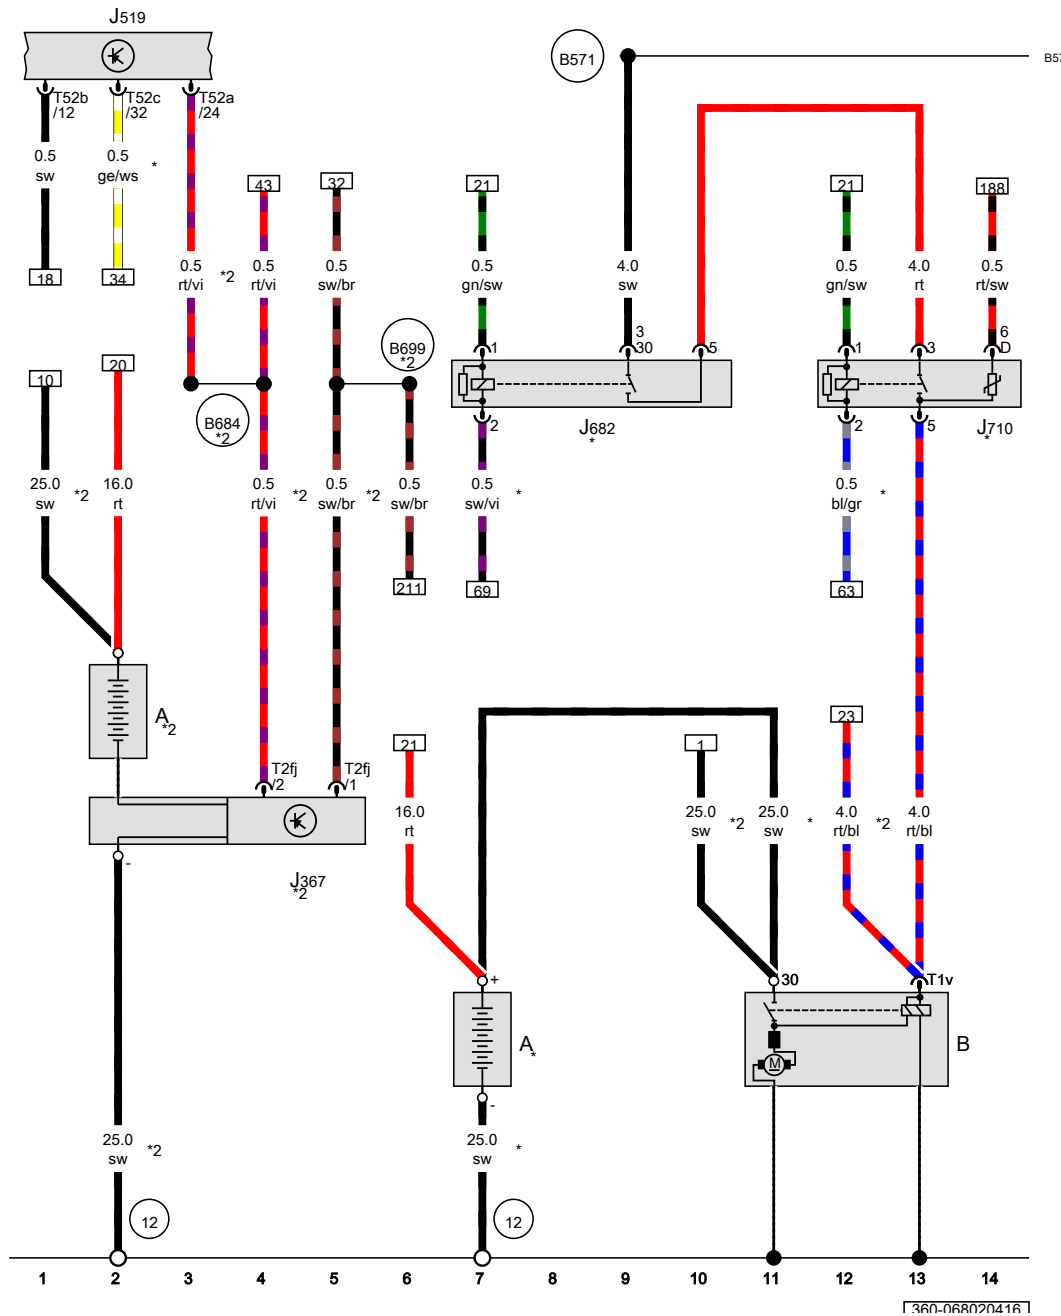 J519
B571
T52b
/12
T52c
/32
T52a
/24
0.5
sw
0.5
ge/ws
*
43
32
21
21
188
18
34
0.5
rt/vi
*2
0.5
rt/vi
0.5
sw/br
0.5
gn/sw
4.0
sw
0.5
gn/sw
4.0
rt
0.5
rt/sw
B699
*2
1
3
30
5
1
3
6
D
10
20
B684
*2
2
J682
*
2
5
J710
*
25.0
sw
*2
16.0
rt
0.5
rt/vi
*2
0.5
sw/br
*2
0.5
sw/br
0.5
sw/vi
*
0.5
bl/gr
*
211
69
63
A
*2
21
1
23
T2fj
/2
T2fj
/1
16.0
rt
25.0
sw
*2
25.0
sw
*
4.0
rt/bl
*2
4.0
rt/bl
-
J367
*2
+
30
T1v
A
*
M
B
-
25.0
sw
*2
25.0
sw
*
12
12
1 2 3 4 5 6 7 8 9 10 11 12 13 14
360-068020416